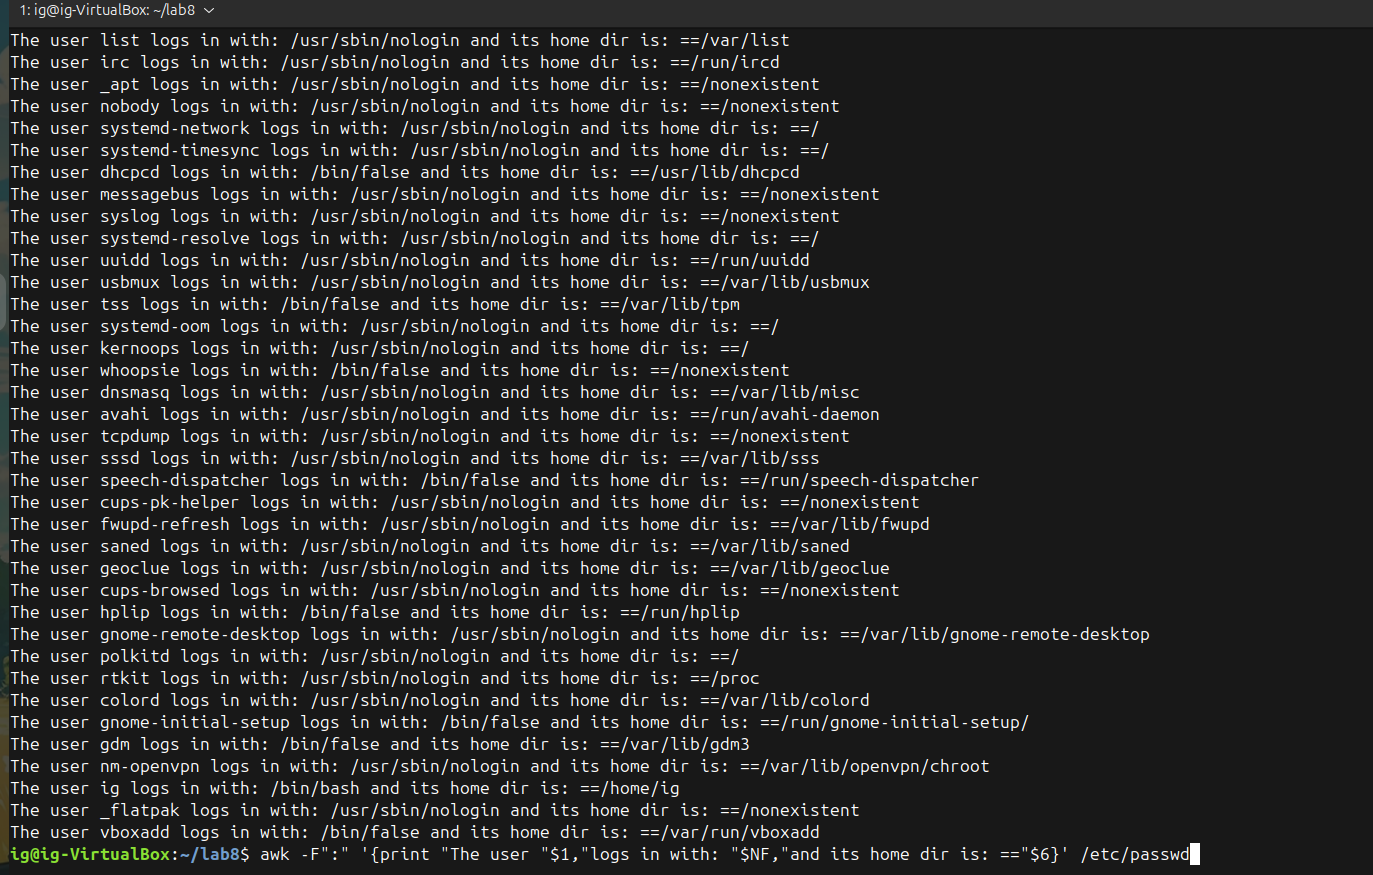 1: ig@ig-VirtualBox: ~/lab8
The user list logs in with: /usr/sbin/nologin and its home dir is: ==/var/list
The user irc logs in with: /usr/sbin/nologin and its home dir is: ==/run/ircd
The user _apt logs in with: /usr/sbin/nologin and its home dir is: ==/nonexistent
The user nobody logs in with: /usr/sbin/nologin and its home dir is: ==/nonexistent
The user systemd-network logs in with: /usr/sbin/nologin and its home dir is: ==/
The user systemd-timesync logs in with: /usr/sbin/nologin and its home dir is: ==/
The user dhcpcd logs in with: /bin/false and its home dir is: ==/usr/lib/dhcpcd
The user messagebus logs in with: /usr/sbin/nologin and its home dir is: ==/nonexistent
The user syslog logs in with: /usr/sbin/nologin and its home dir is: ==/nonexistent
The user systemd-resolve logs in with: /usr/sbin/nologin and its home dir is: ==/
The user uuidd logs in with: /usr/sbin/nologin and its home dir is: ==/run/uuidd
The user usbmux logs in with: /usr/sbin/nologin and its home dir is: ==/var/lib/usbmux
The user tss logs in with: /bin/false and its home dir is: ==/var/lib/tpm
The user systemd-oom logs in with: /usr/sbin/nologin and its home dir is: ==/
The user kernoops logs in with: /usr/sbin/nologin and its home dir is: ==/
The user whoopsie logs in with: /bin/false and its home dir is: ==/nonexistent
The user dnsmasq logs in with: /usr/sbin/nologin and its home dir is: ==/var/lib/misc
The user avahi logs in with: /usr/sbin/nologin and its home dir is: ==/run/avahi-daemon
The user tcpdump logs in with: /usr/sbin/nologin and its home dir is: ==/nonexistent
The user sssd logs in with: /usr/sbin/nologin and its home dir is: ==/var/lib/sss
The user speech-dispatcher logs in with: /bin/false and its home dir is: ==/run/speech-dispatcher
The user cups-pk-helper logs in with: /usr/sbin/nologin and its home dir is: ==/nonexistent
The user fwupd-refresh logs in with: /usr/sbin/nologin and its home dir is: ==/var/lib/fwupd
The user saned logs in with: /usr/sbin/nologin and its home dir is: ==/var/lib/saned
The user geoclue logs in with: /usr/sbin/nologin and its home dir is: ==/var/lib/geoclue
The user cups-browsed logs in with: /usr/sbin/nologin and its home dir is: ==/nonexistent
The user hplip logs in with: /bin/false and its home dir is: ==/run/hplip
The user gnome-remote-desktop logs in with: /usr/sbin/nologin and its home dir is: ==/var/lib/gnome-remote-desktop
The user polkitd logs in with: /usr/sbin/nologin and its home dir is: ==/
The user rtkit logs in with: /usr/sbin/nologin and its home dir is: ==/proc
The user colord logs in with: /usr/sbin/nologin and its home dir is: ==/var/lib/colord
The user gnome-initial-setup logs in with: /bin/false and its home dir is: ==/run/gnome-initial-setup/
The user gdm logs in with: /bin/false and its home dir is: ==/var/lib/gdm3
The user nm-openvpn logs in with: /usr/sbin/nologin and its home dir is: ==/var/lib/openvpn/chroot
The user ig logs in with: /bin/bash and its home dir is: ==/home/ig
The user _flatpak logs in with: /usr/sbin/nologin and its home dir is: ==/nonexistent
The user vboxadd logs in with: /bin/false and its home dir is: ==/var/run/vboxadd
ig@ig-VirtualBox:~/lab8$ awk -F":" '{print "The user "$1,"logs in with: "$NF,"and its home dir is: =="$6}' /etc/passwd